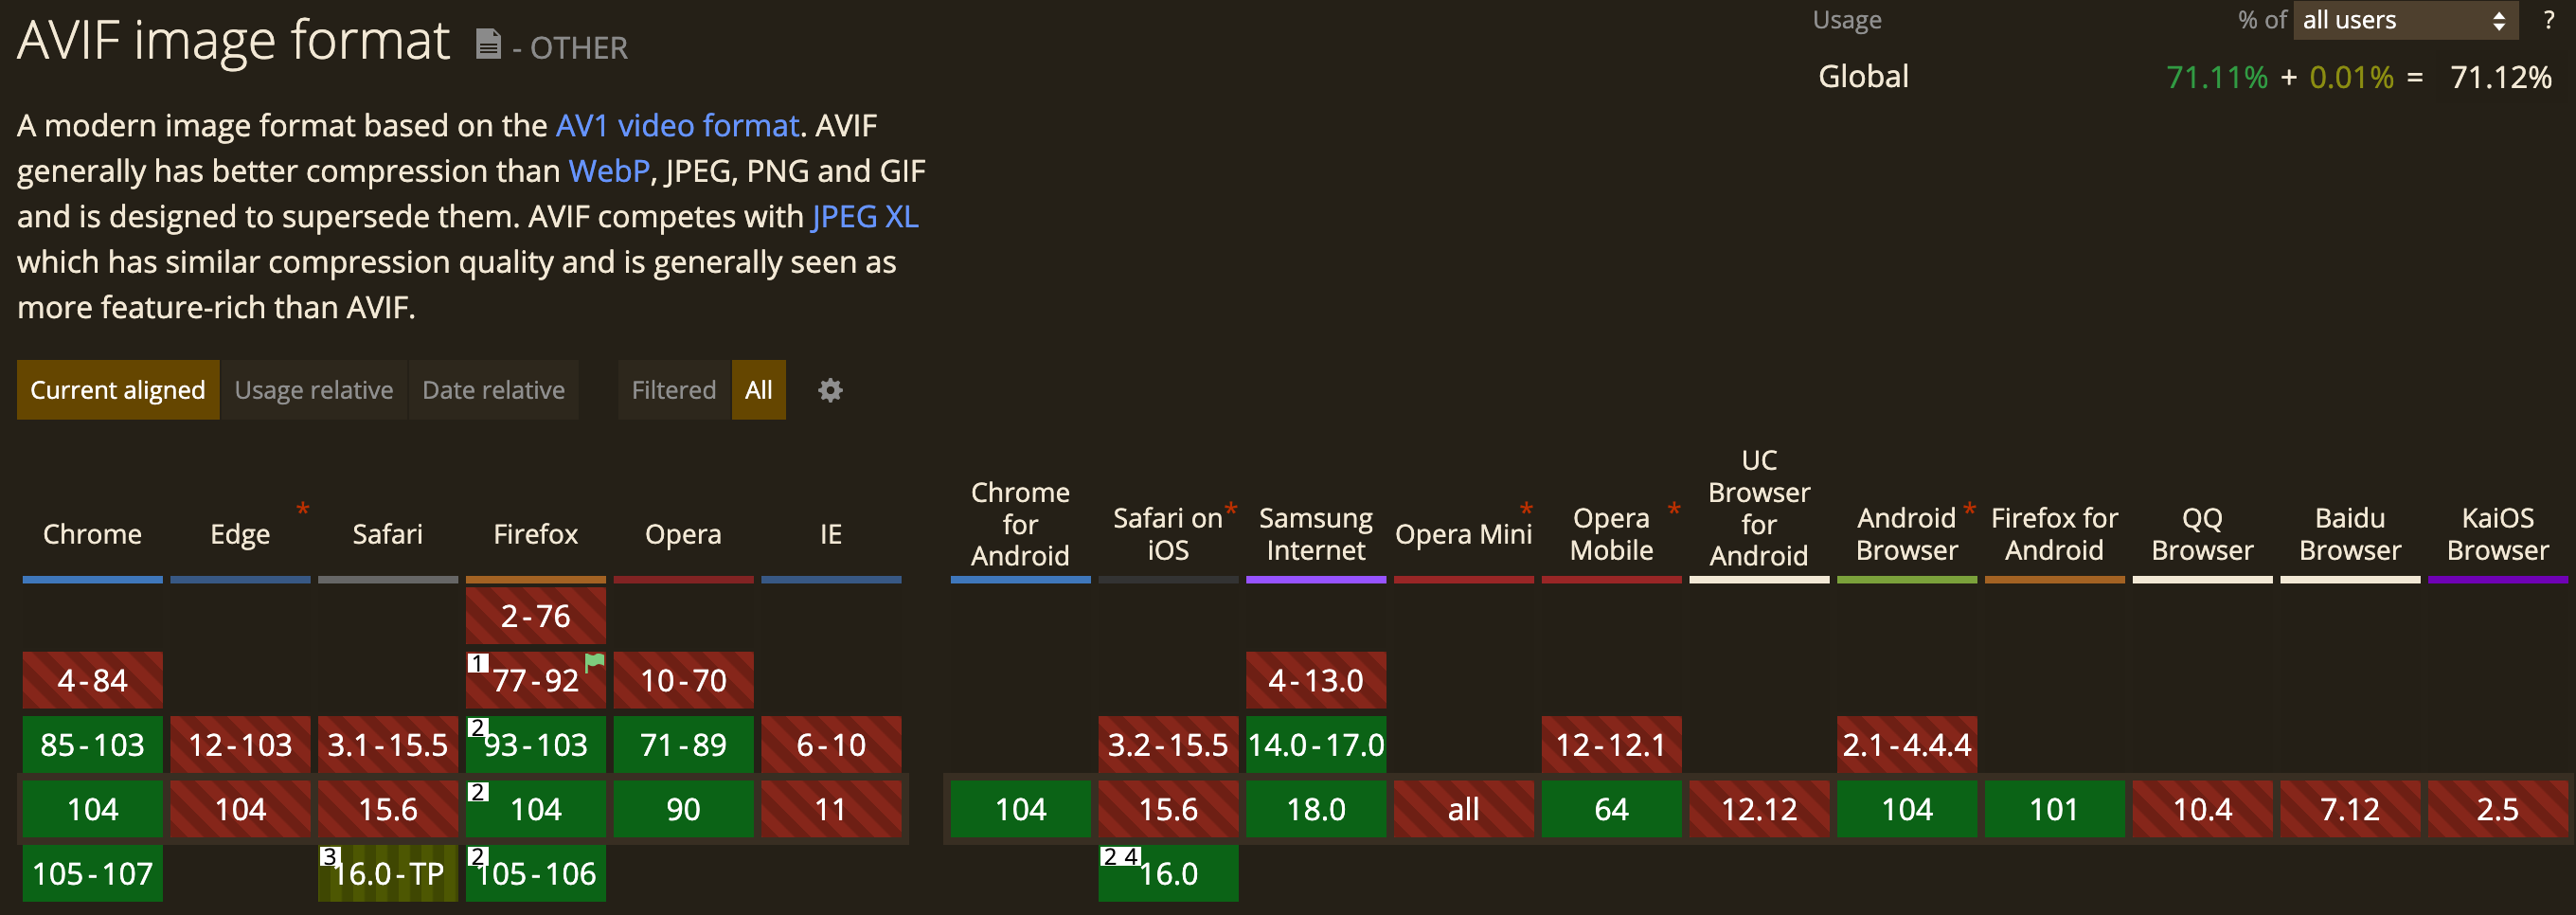 AVIF image format - OTHER
Usage % of all users ?
Global 71.11% + 0.01% = 71.12%
A modern image format based on the AV1 video format. AVIF
generally has better compression than WebP, JPEG, PNG and GIF
and is designed to supersede them. AVIF competes with JPEG XL
which has similar compression quality and is generally seen as
more feature-rich than AVIF.
Current aligned Usage relative Date relative Filtered All
Chrome
Edge *
Safari
Firefox
Opera
IE
Chrome
for
Android
Safari on *
iOS
Samsung
Internet
Opera Mini *
Opera *
Mobile
UC
Browser
for
Android
Android *
Browser
Firefox for
Android
QQ
Browser
Baidu
Browser
KaiOS
Browser
2-76
4-84 1 77-92 10-70 4-13.0
85-103 12-103 3.1-15.5 2 93-103 71-89 6-10 3.2-15.5 14.0-17.0 12-12.1 2.1-4.4.4
104 104 15.6 2 104 90 11 104 15.6 18.0 all 64 12.12 104 101 10.4 7.12 2.5
105-107 3 16.0-TP 2 105-106 2 4 16.0